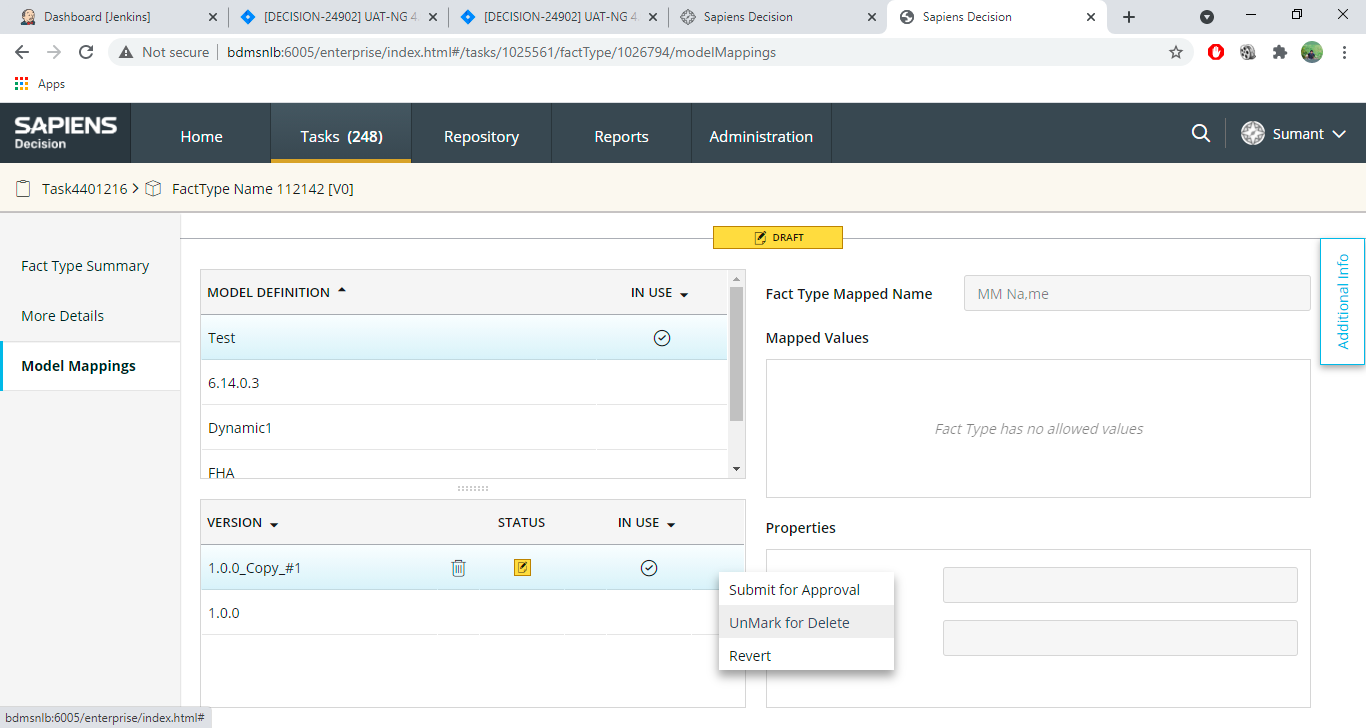 Dashboard [Jenkins]
[DECISION-24902] UAT-NG 4.
[DECISION-24902] UAT-NG 4.
Sapiens Decision
Sapiens Decision
Not secure
bdmsnlb:6005/enterprise/index.html#/tasks/1025561/factType/1026794/modelMappings
Apps
SAPIENS
Decision
Home
Tasks (248)
Repository
Reports
Administration
Sumant
Task4401216
FactType Name 112142 [V0]
DRAFT
Fact Type Summary
More Details
Model Mappings
MODEL DEFINITION
IN USE
Test
6.14.0.3
Dynamic1
FHA
VERSION
STATUS
IN USE
1.0.0_Copy_#1
1.0.0
Submit for Approval
UnMark for Delete
Revert
Fact Type Mapped Name
MM Na,me
Mapped Values
Fact Type has no allowed values
Properties
Additional Info
bdmsnlb:6005/enterprise/index.html#